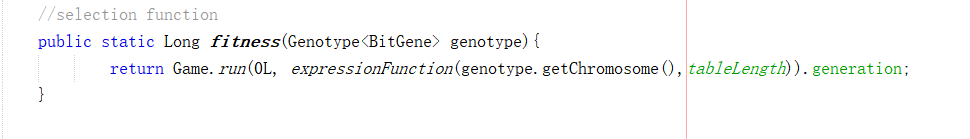 //selection function
public static Long fitness(Genotype<BitGene> genotype){
return Game.run(0L, expressionFunction(genotype.getChromosome(),tableLength)).generation;
}